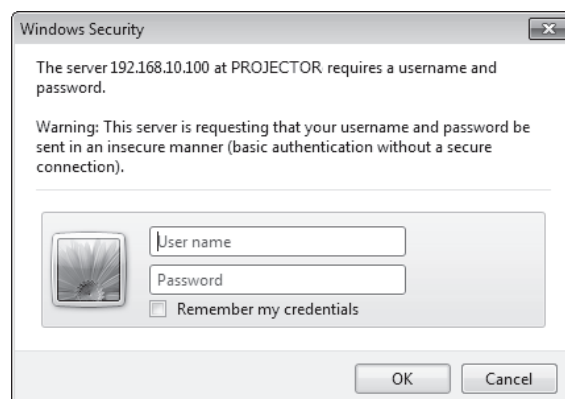 Windows Security
The server 192.168.10.100 at PROJECTOR requires a username and
password.
Warning: This server is requesting that your username and password be
sent in an insecure manner (basic authentication without a secure
connection).
User name
Password
Remember my credentials
OK
Cancel